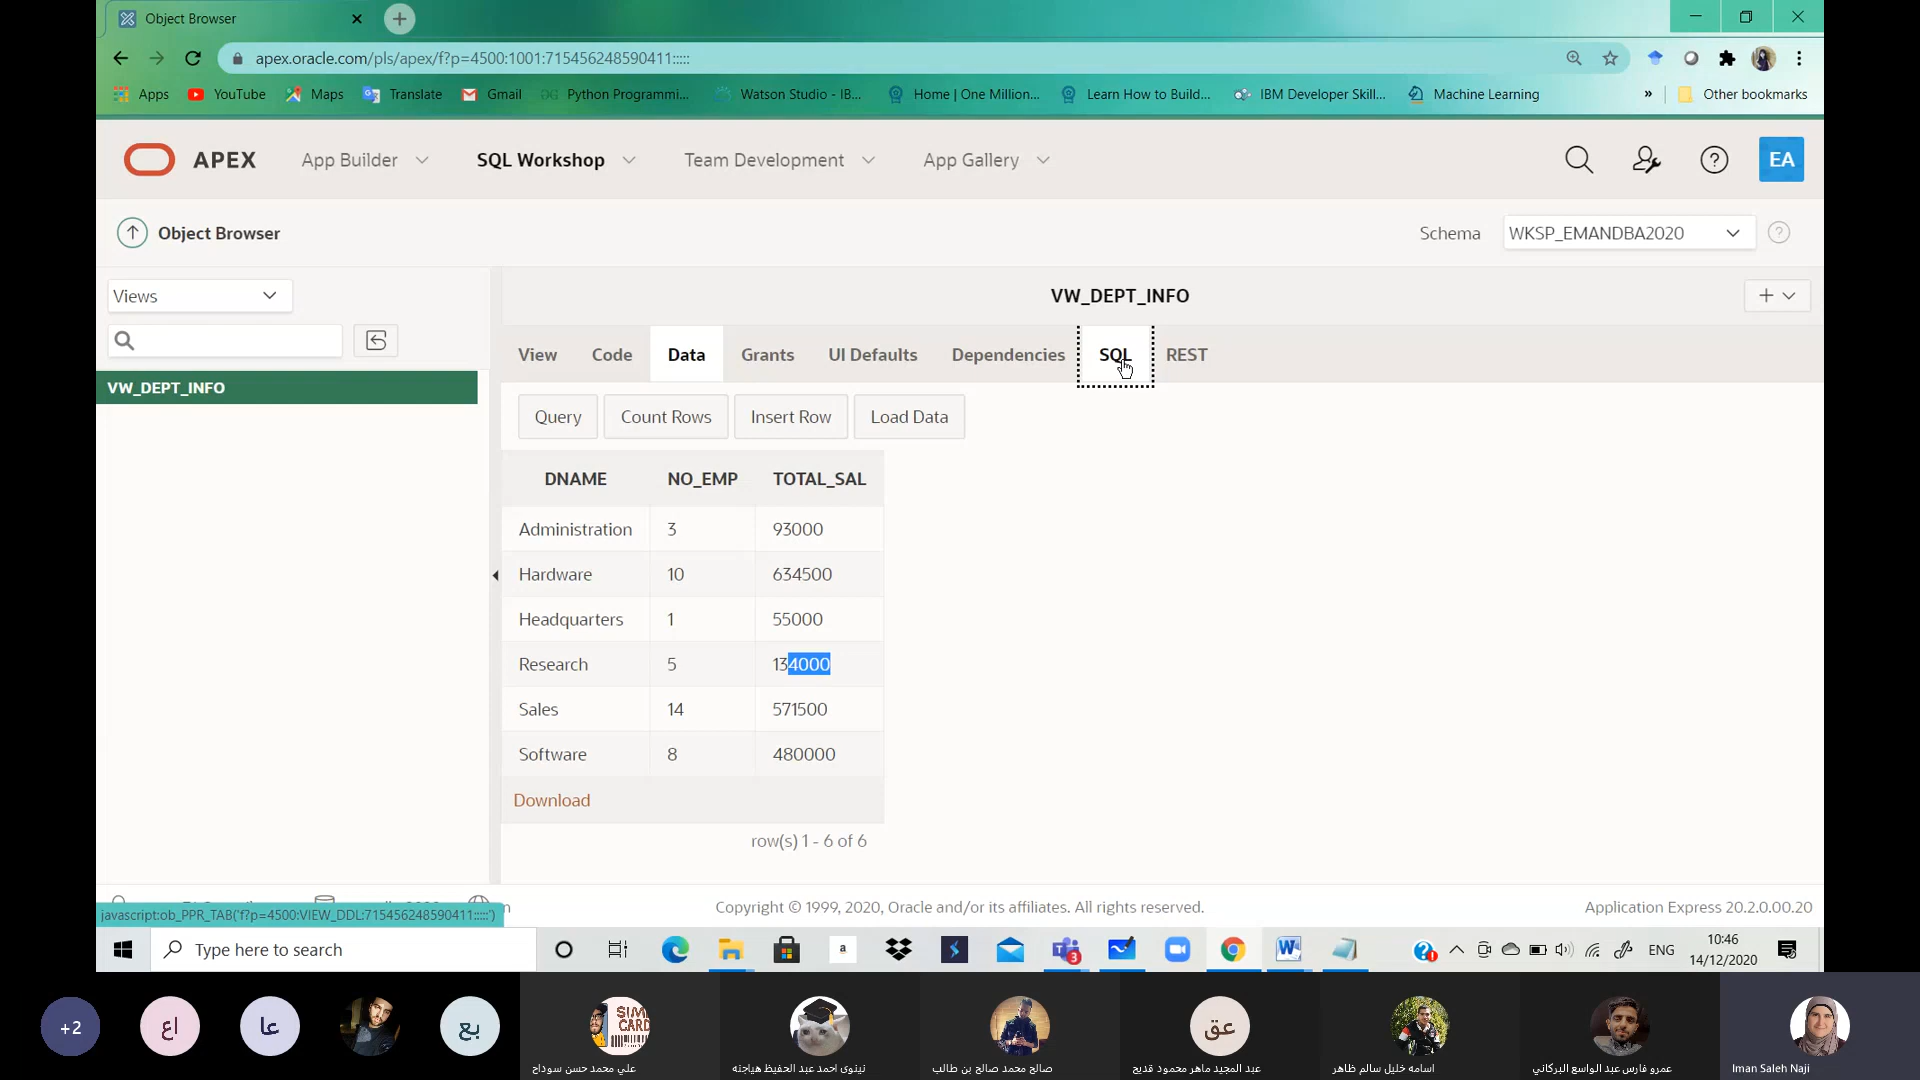 Object Browser
apex.oracle.com/pls/apex/f?p=4500:1001:715456248590411:::::
Apps YouTube Maps Translate Gmail Python Programmi... Watson Studio - IB... Home | One Million... Learn How to Build... IBM Developer Skill... Machine Learning » Other bookmarks
APEX App Builder SQL Workshop Team Development App Gallery EA
Object Browser Schema WKSP_EMANDBA2020
Views VW_DEPT_INFO
View Code Data Grants UI Defaults Dependencies SQL REST
VW_DEPT_INFO
Query Count Rows Insert Row Load Data
DNAME NO_EMP TOTAL_SAL
Administration 3 93000
Hardware 10 634500
Headquarters 1 55000
Research 5 134000
Sales 14 571500
Software 8 480000
Download
row(s) 1 - 6 of 6
Copyright © 1999, 2020, Oracle and/or its affiliates. All rights reserved. Application Express 20.2.0.00.20
javascript:ob_PPR_TAB('f?p=4500:VIEW_DDL:715456248590411:::::')
Type here to search a 3 ENG 10:46
14/12/2020
+2 اع عا بع SIM CARD عق
علي محمد حسن سوداح نينوى احمد عبد الحفيظ هياجنه صالح محمد صالح بن طالب عبد المجيد ماهر محمود قديح اسامه خليل سالم ظاهر عمرو فارس عبد الواسع البركاني Iman Saleh Naji